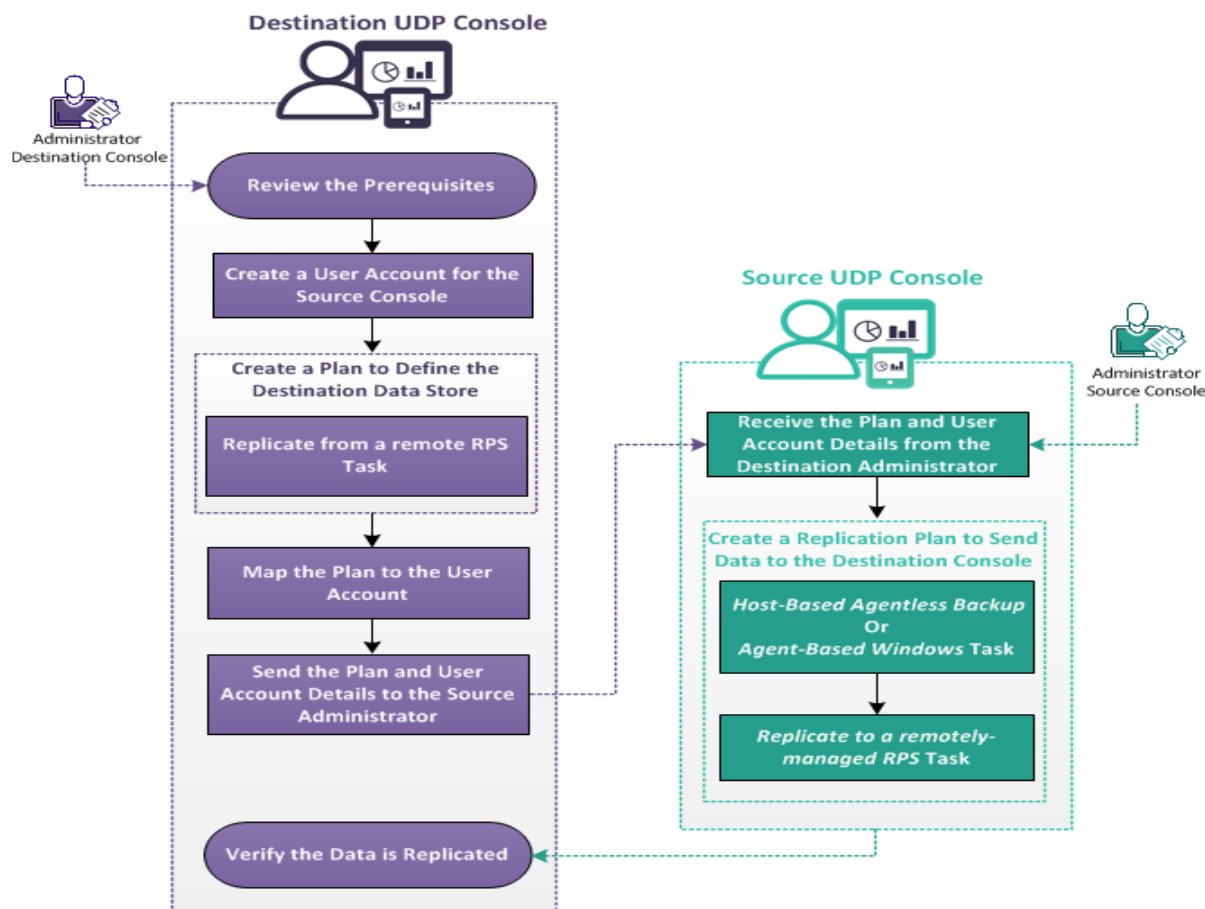 Destination UDP Console
Administrator
Destination Console
Review the Prerequisites
Create a User Account for the
Source Console
Create a Plan to Define the
Destination Data Store
Replicate from a remote RPS
Task
Map the Plan to the User
Account
Send the Plan and User
Account Details to the Source
Administrator
Verify the Data is Replicated
Source UDP Console
Administrator
Source Console
Receive the Plan and User
Account Details from the
Destination Administrator
Create a Replication Plan to Send
Data to the Destination Console
Host-Based Agentless Backup
Or
Agent-Based Windows Task
Replicate to a remotely-
managed RPS Task